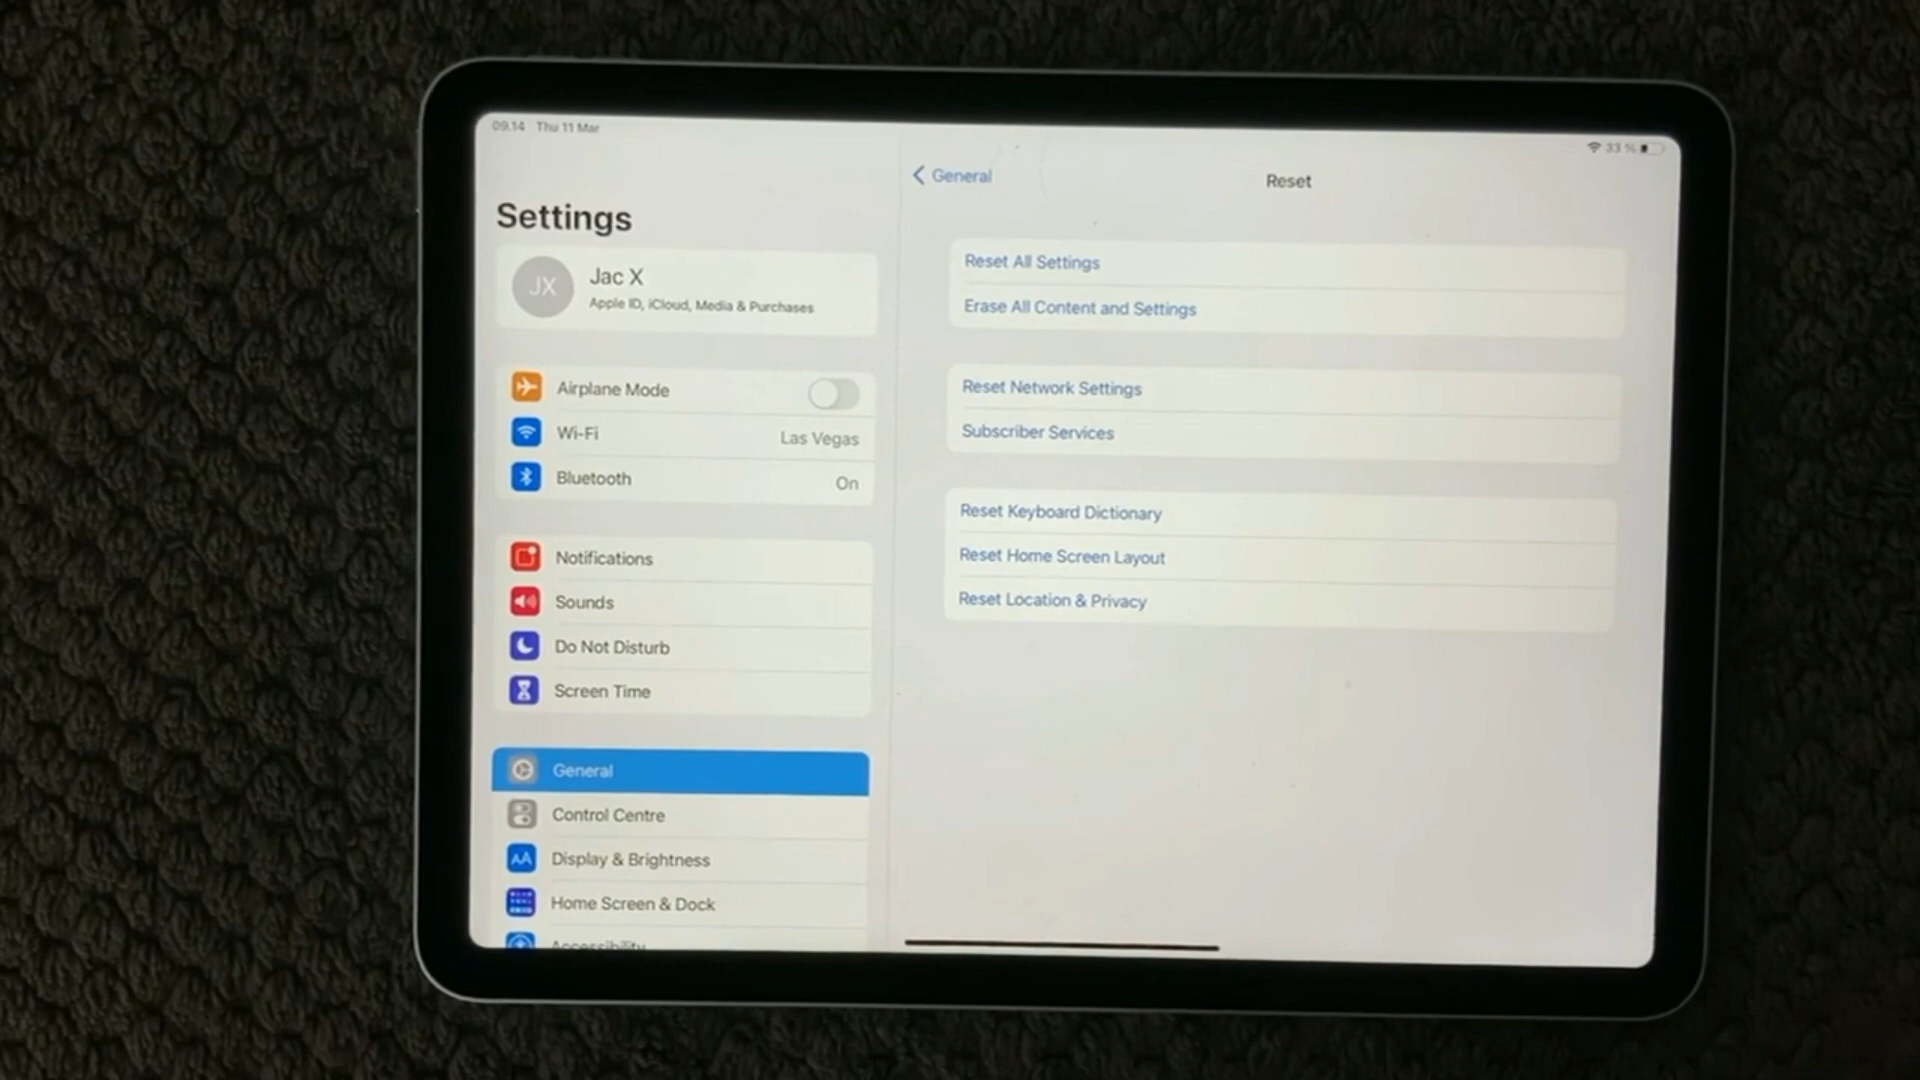 09.14 Thu 11 Mar
33 %
Settings
JX
Jac X
Apple ID, iCloud, Media & Purchases
Airplane Mode
Wi-Fi
Las Vegas
Bluetooth
On
Notifications
Sounds
Do Not Disturb
Screen Time
General
Control Centre
AA
Display & Brightness
Home Screen & Dock
Accessibility
General
Reset
Reset All Settings
Erase All Content and Settings
Reset Network Settings
Subscriber Services
Reset Keyboard Dictionary
Reset Home Screen Layout
Reset Location & Privacy